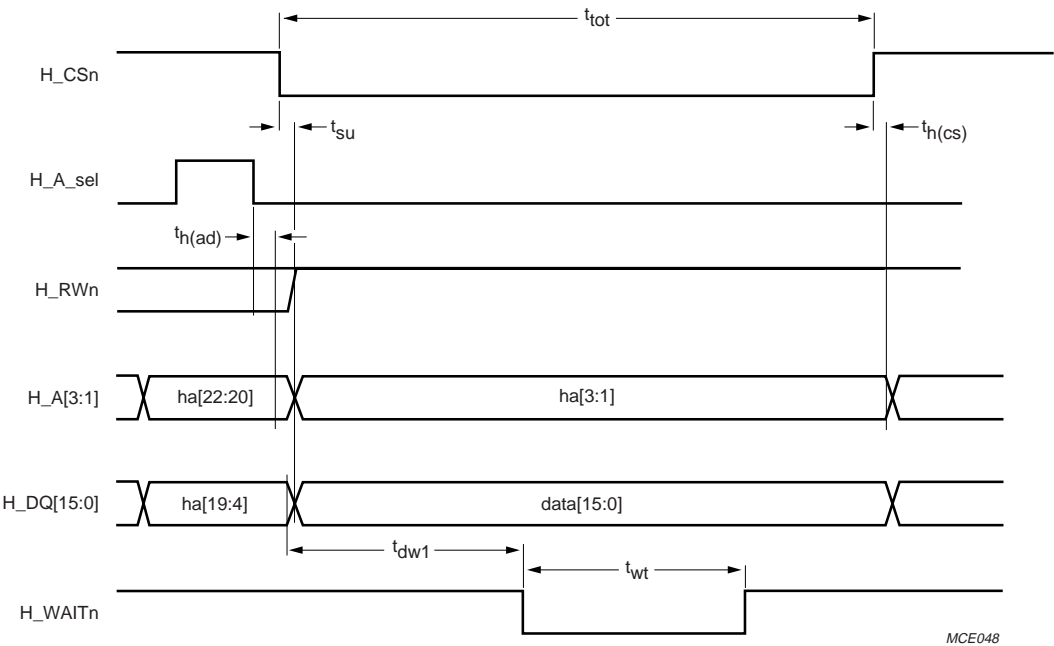 t_tot
H_CSn
t_su
t_h(cs)
H_A_sel
t_h(ad)
H_RWn
H_A[3:1]
ha[22:20]
ha[3:1]
H_DQ[15:0]
ha[19:4]
data[15:0]
t_dw1
t_wt
H_WAITn
MCE048